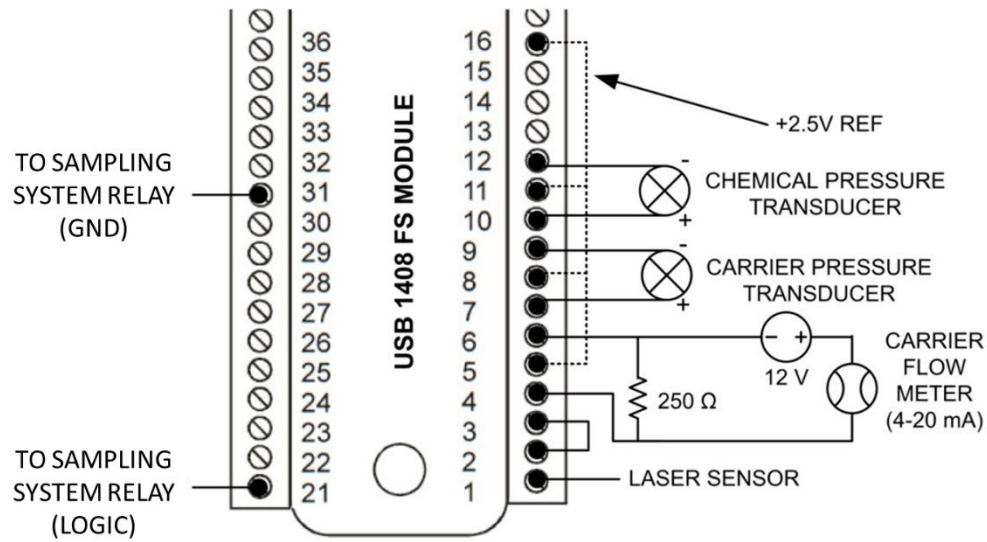 36
35
34
33
32
31
30
29
28
27
26
25
24
23
22
21
USB 1408 FS MODULE
16
15
14
13
12
11
10
9
8
7
6
5
4
3
2
1
TO SAMPLING
SYSTEM RELAY
(GND)
TO SAMPLING
SYSTEM RELAY
(LOGIC)
+2.5V REF
-
CHEMICAL PRESSURE
TRANSDUCER
+
-
CARRIER PRESSURE
TRANSDUCER
+
- +
12 V
250 Ω
CARRIER
FLOW
METER
(4-20 mA)
LASER SENSOR